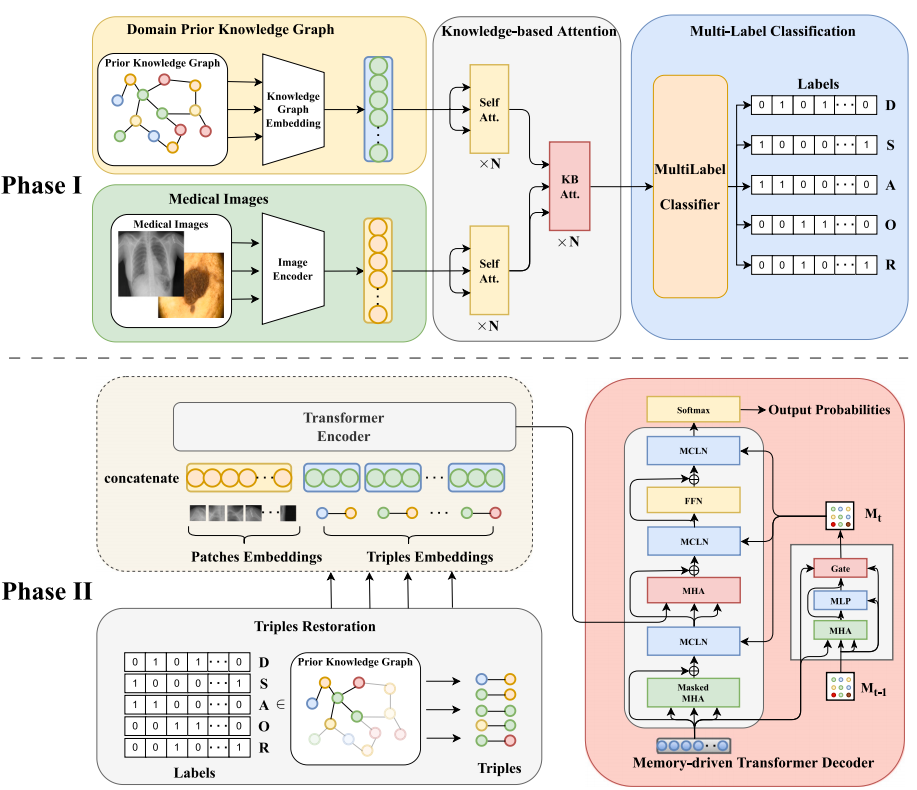 Domain Prior Knowledge Graph
Knowledge-based Attention
Multi-Label Classification
Prior Knowledge Graph
Knowledge
Graph
Embedding
Self
Att.
×N
Labels
0 1 0 1 ··· 0 D
1 0 0 0 ··· 1 S
1 1 0 0 ··· 0 A
0 0 1 1 ··· 0 O
0 0 1 0 ··· 1 R
MultiLabel
Classifier
KB
Att.
×N
Phase I
Medical Images
Medical Images
Image
Encoder
Self
Att.
×N
Transformer
Encoder
concatenate
Patches Embeddings
Triples Embeddings
Phase II
Triples Restoration
0 1 0 1 ··· 0 D
1 0 0 0 ··· 1 S
1 1 0 0 ··· 0 A ∈
0 0 1 1 ··· 0 O
0 0 1 0 ··· 1 R
Labels
Prior Knowledge Graph
Triples
Softmax
Output Probabilities
MCLN
FFN
MCLN
MHA
MCLN
Masked
MHA
Mt
Gate
MLP
MHA
Mt-1
Memory-driven Transformer Decoder